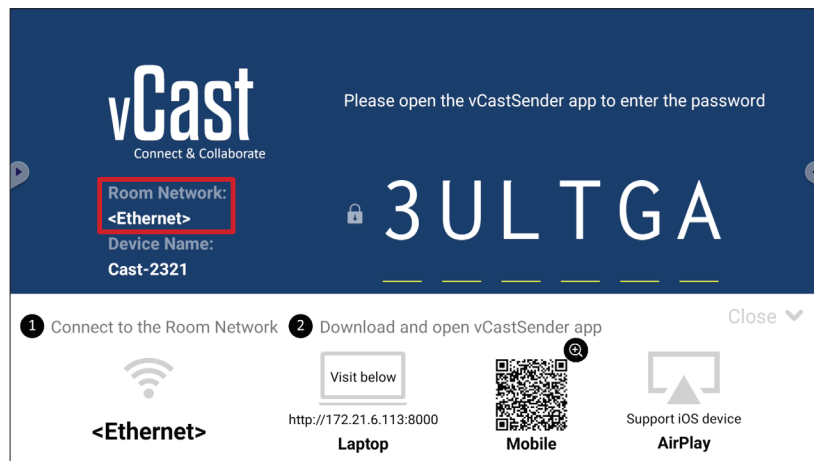 vCast
Connect & Collaborate
Please open the vCastSender app to enter the password
Room Network:
<Ethernet>
Device Name:
Cast-2321
3ULTGA
Close
1 Connect to the Room Network
2 Download and open vCastSender app
<Ethernet>
Visit below
http://172.21.6.113:8000
Laptop
Mobile
Support iOS device
AirPlay